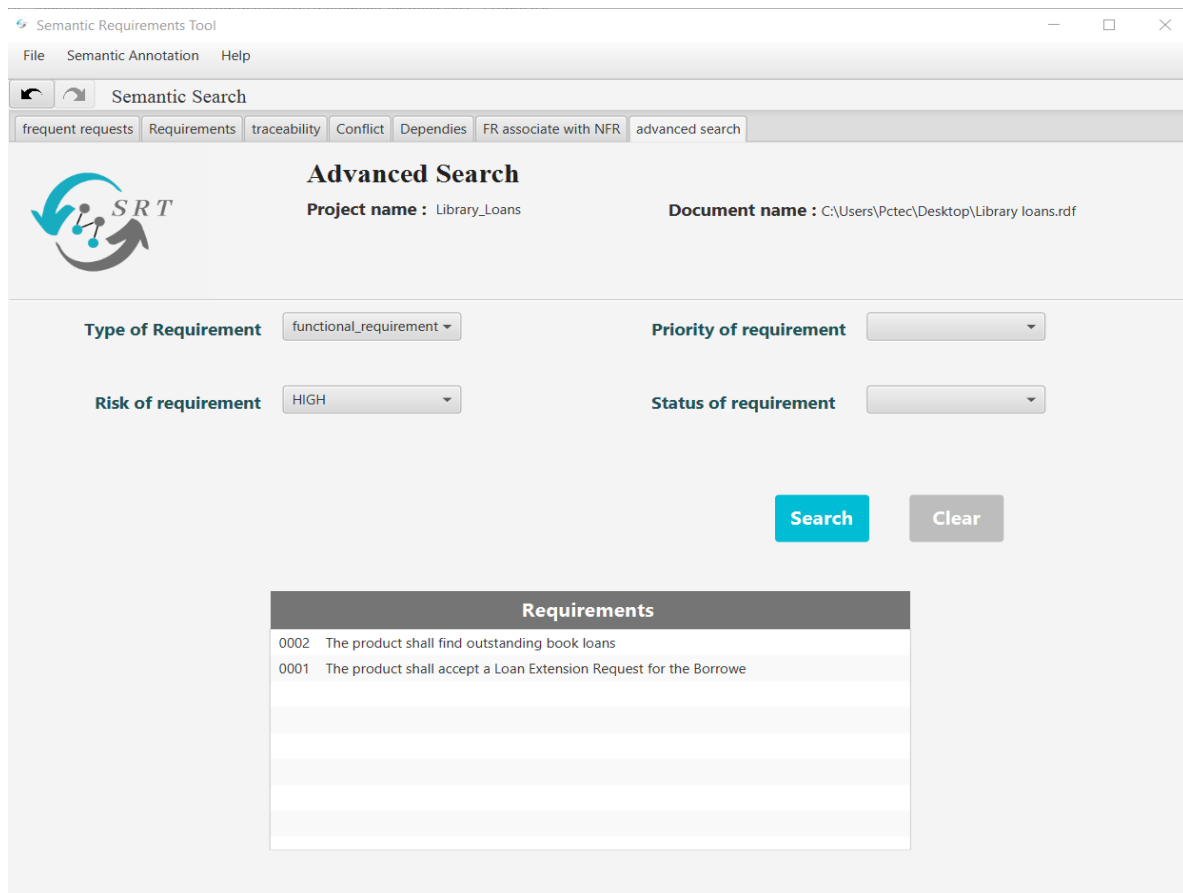 Semantic Requirements Tool
File Semantic Annotation Help
Semantic Search
frequent requests Requirements traceability Conflict Dependies FR associate with NFR advanced search
SRT
Advanced Search
Project name : Library_Loans
Document name : C:\Users\Pctec\Desktop\Library loans.rdf
Type of Requirement functional_requirement
Priority of requirement
Risk of requirement HIGH
Status of requirement
Search Clear
Requirements
0002 The product shall find outstanding book loans
0001 The product shall accept a Loan Extension Request for the Borrowe